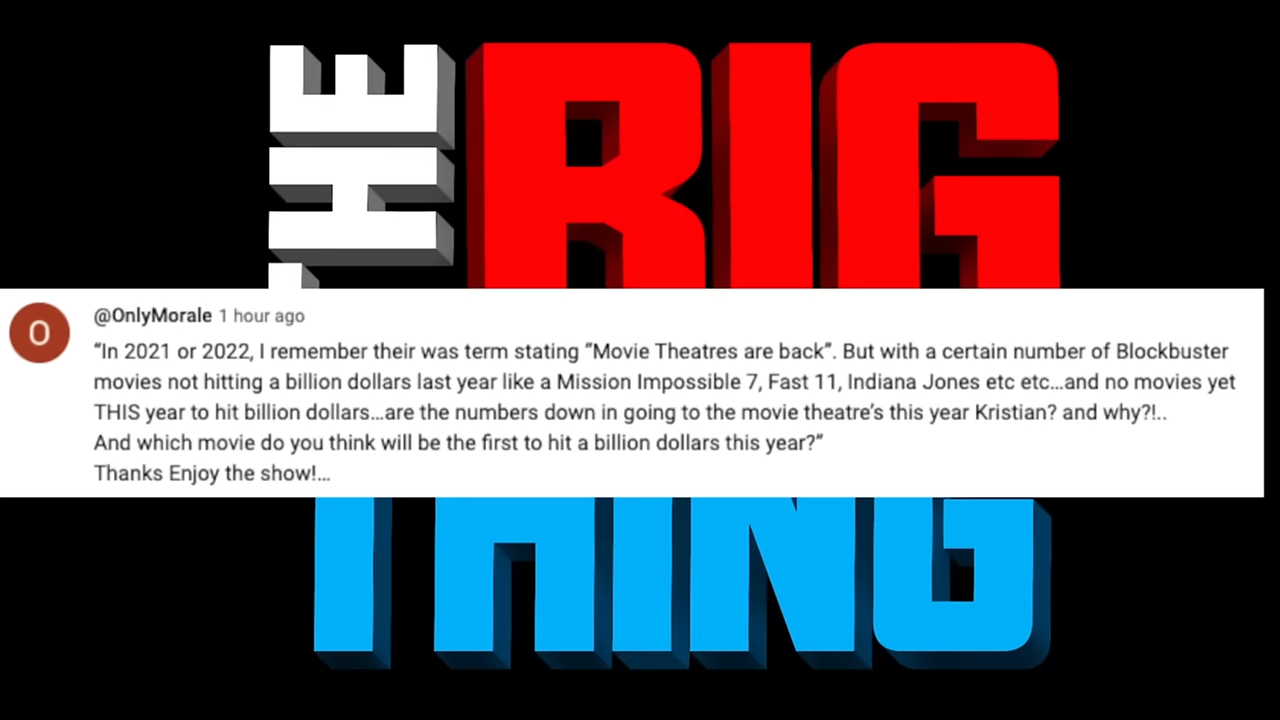 THE BIG
O @OnlyMorale 1 hour ago
“In 2021 or 2022, I remember their was term stating “Movie Theatres are back”. But with a certain number of Blockbuster
movies not hitting a billion dollars last year like a Mission Impossible 7, Fast 11, Indiana Jones etc etc…and no movies yet
THIS year to hit billion dollars…are the numbers down in going to the movie theatre’s this year Kristian? and why?!..
And which movie do you think will be the first to hit a billion dollars this year?”
Thanks Enjoy the show!…
THING